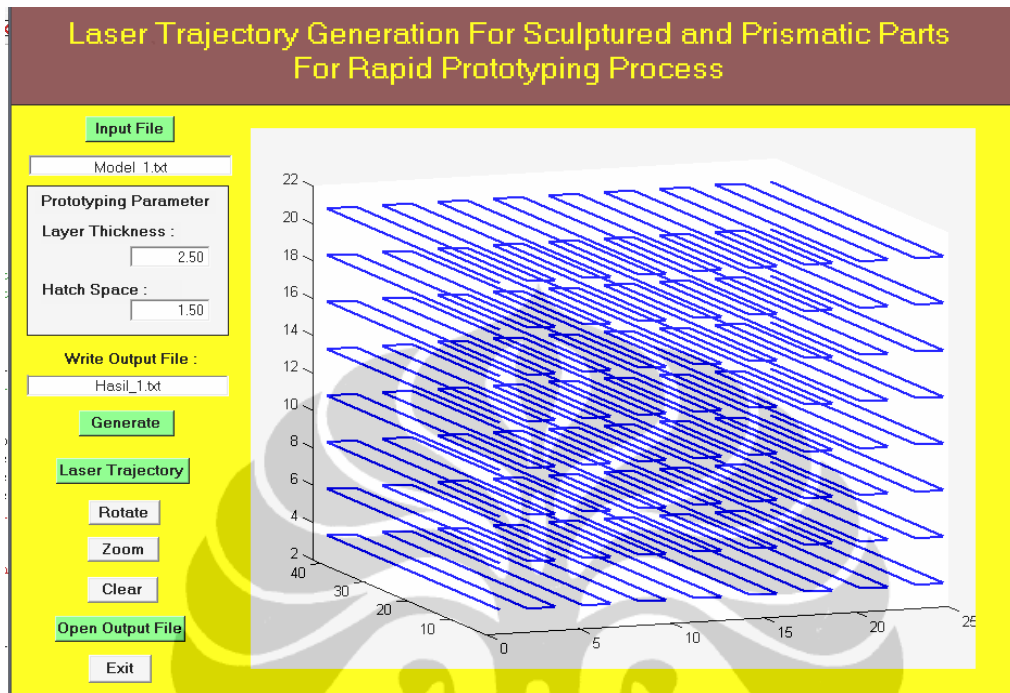 Laser Trajectory Generation For Sculptured and Prismatic Parts
For Rapid Prototyping Process
Input File
Model_1.txt
Prototyping Parameter
Layer Thickness :
2.50
Hatch Space :
1.50
Write Output File :
Hasil_1.txt
Generate
Laser Trajectory
Rotate
Zoom
Clear
Open Output File
Exit
22
20
18
16
14
12
10
8
6
4
2
40
30
20
10
0
5
10
15
20
25